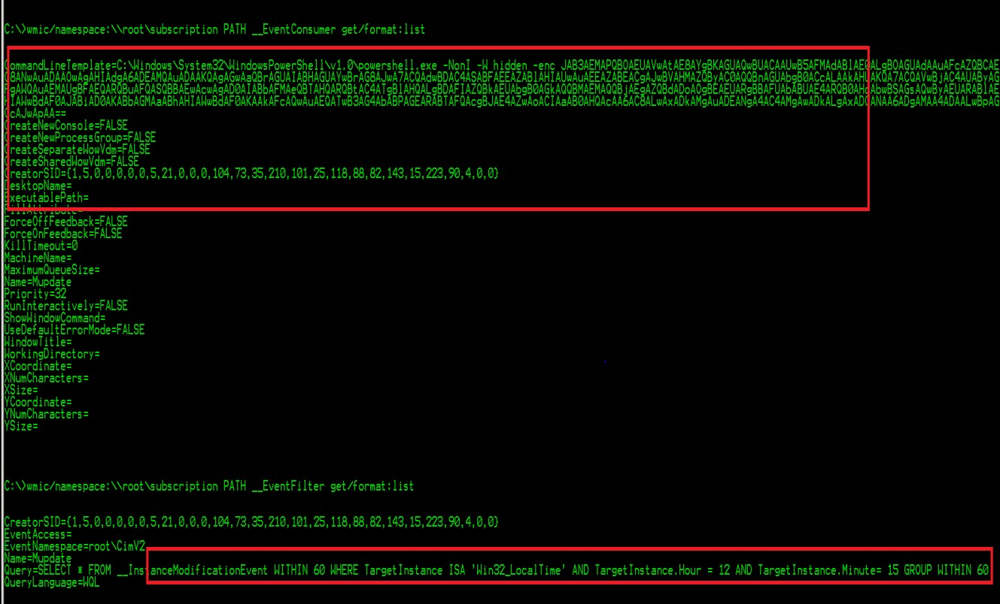 C:\>wmic/namespace:\\root\subscription PATH __EventConsumer get/format:list
CommandLineTemplate=C:\Windows\System32\WindowsPowerShell\v1.0\powershell.exe -NonI -W hidden -enc
CreateNewConsole=FALSE
CreateNewProcessGroup=FALSE
CreateSeparateWowVdm=FALSE
CreateSharedWowVdm=FALSE
CreatorSID={1,5,0,0,0,0,0,5,21,0,0,0,104,73,35,210,101,25,118,88,82,143,15,223,90,4,0,0}
DesktopName=
ExecutablePath=
FillAttribute=
ForceOffFeedback=FALSE
ForceOnFeedback=FALSE
KillTimeout=0
MachineName=
MaximumQueueSize=
Name=Mupdate
Priority=32
RunInteractively=FALSE
ShowWindowCommand=
UseDefaultErrorMode=FALSE
WindowTitle=
WorkingDirectory=
XCoordinate=
XNumCharacters=
XSize=
YCoordinate=
YNumCharacters=
YSize=
C:\>wmic/namespace:\\root\subscription PATH __EventFilter get/format:list
CreatorSID={1,5,0,0,0,0,0,5,21,0,0,0,104,73,35,210,101,25,118,88,82,143,15,223,90,4,0,0}
EventAccess=
EventNamespace=root\CimV2
Name=Mupdate
Query=SELECT * FROM __InstanceModificationEvent WITHIN 60 WHERE TargetInstance ISA 'Win32_LocalTime' AND TargetInstance.Hour = 12 AND TargetInstance.Minute= 15 GROUP WITHIN 60
QueryLanguage=WQL